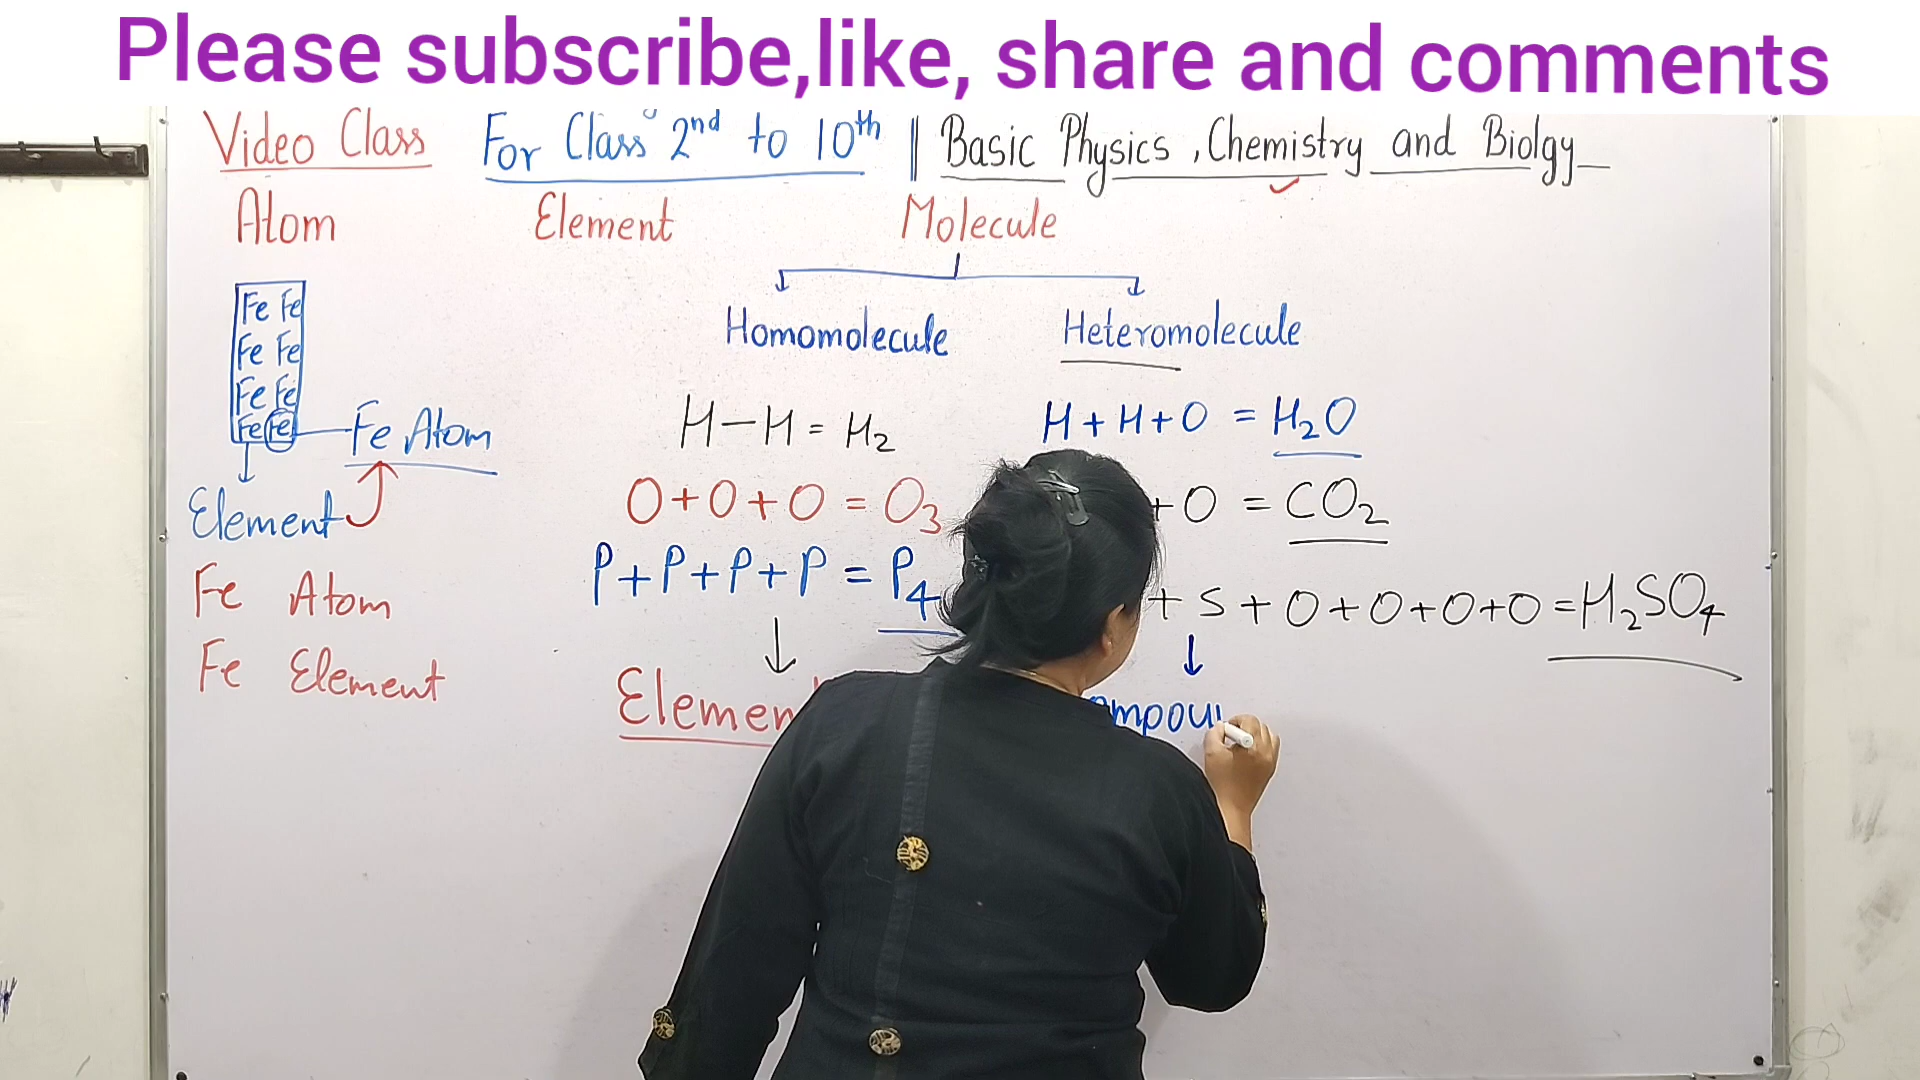 Please subscribe,like, share and comments
Video Class For Class 2nd to 10th || Basic Physics ,Chemistry and Biolgy
Atom Element Molecule
Homomolecule Heteromolecule
Fe Fe
Fe Fe
Fe Fe
Fe Fe Fe Atom
Element
Fe Atom
Fe Element
H-H = H2
O+O+O = O3
P+P+P+P = P4
Elemen
H+H+O = H2O
+O = CO2
+ S + O+O+O+O =H2SO4
ompou